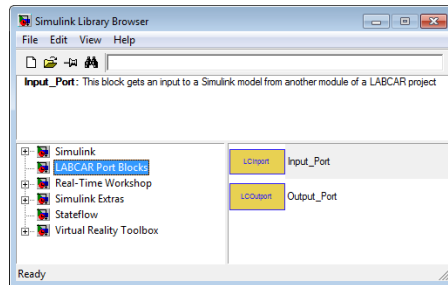 Simulink Library Browser
File Edit View Help
Input_Port: This block gets an input to a Simulink model from another module of a LABCAR project
Simulink
LABCAR Port Blocks
Real-Time Workshop
Simulink Extras
Stateflow
Virtual Reality Toolbox
LCInport Input_Port
LCOutport Output_Port
Ready